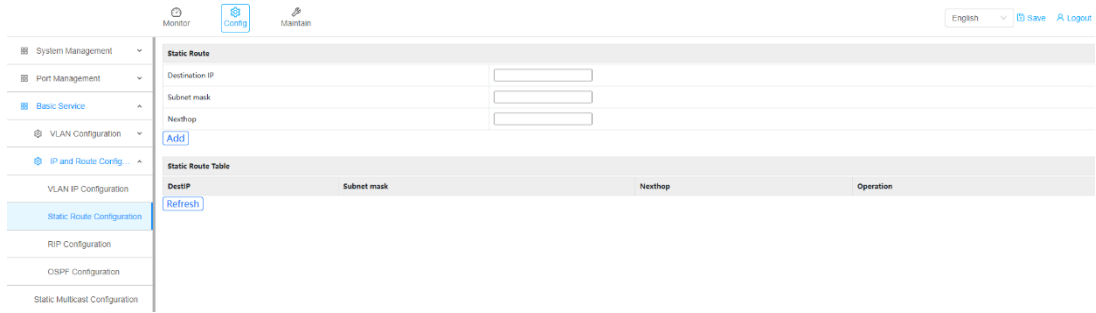 Monitor
Config
Maintain
English
Save
Logout
System Management
Port Management
Basic Service
VLAN Configuration
IP and Route Config...
VLAN IP Configuration
Static Route Configuration
RIP Configuration
OSPF Configuration
Static Multicast Configuration
Static Route
Destination IP
Subnet mask
Nexthop
Add
Static Route Table
DestIP Subnet mask Nexthop Operation
Refresh